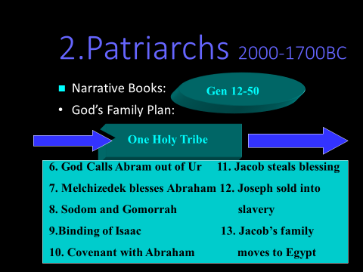 2.Patriarchs 2000-1700BC
Narrative Books: Gen 12-50
• God's Family Plan:
One Holy Tribe
6. God Calls Abram out of Ur 11. Jacob steals blessing
7. Melchizedek blesses Abraham 12. Joseph sold into
8. Sodom and Gomorrah slavery
9.Binding of Isaac 13. Jacob's family
10. Covenant with Abraham moves to Egypt